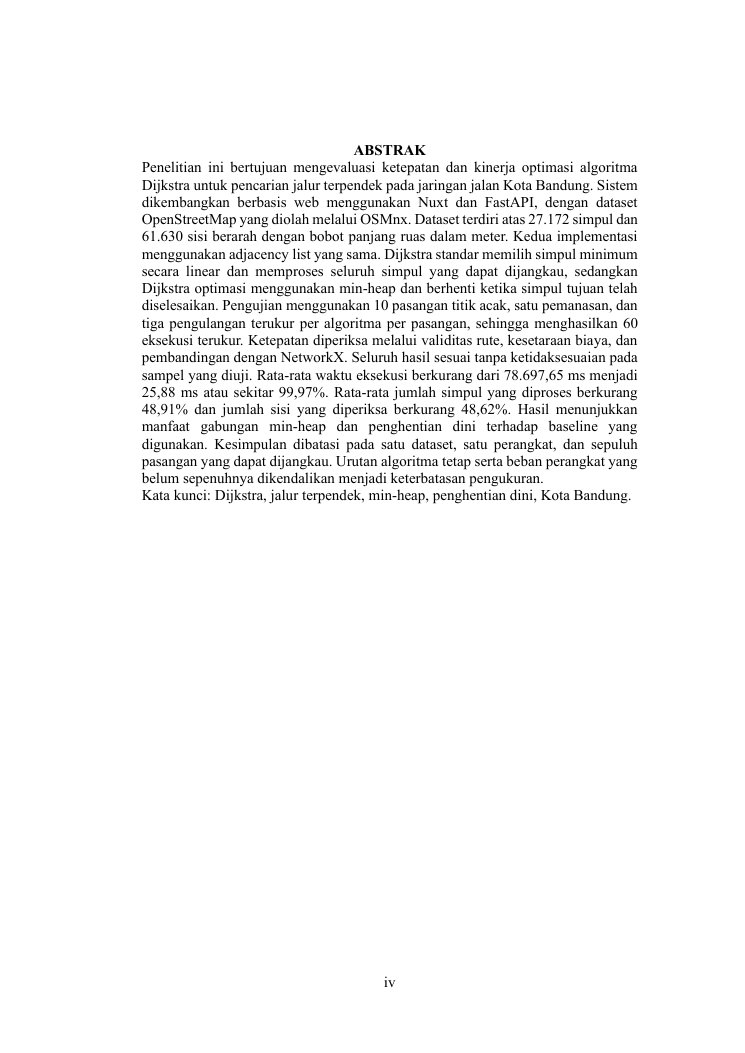 ABSTRAK
Penelitian ini bertujuan mengevaluasi ketepatan dan kinerja optimasi algoritma
Dijkstra untuk pencarian jalur terpendek pada jaringan jalan Kota Bandung. Sistem
dikembangkan berbasis web menggunakan Nuxt dan FastAPI, dengan dataset
OpenStreetMap yang diolah melalui OSMnx. Dataset terdiri atas 27.172 simpul dan
61.630 sisi berarah dengan bobot panjang ruas dalam meter. Kedua implementasi
menggunakan adjacency list yang sama. Dijkstra standar memilih simpul minimum
secara linear dan memproses seluruh simpul yang dapat dijangkau, sedangkan
Dijkstra optimasi menggunakan min-heap dan berhenti ketika simpul tujuan telah
diselesaikan. Pengujian menggunakan 10 pasangan titik acak, satu pemanasan, dan
tiga pengulangan terukur per algoritma per pasangan, sehingga menghasilkan 60
eksekusi terukur. Ketepatan diperiksa melalui validitas rute, kesetaraan biaya, dan
pembandingan dengan NetworkX. Seluruh hasil sesuai tanpa ketidaksesuaian pada
sampel yang diuji. Rata-rata waktu eksekusi berkurang dari 78.697,65 ms menjadi
25,88 ms atau sekitar 99,97%. Rata-rata jumlah simpul yang diproses berkurang
48,91% dan jumlah sisi yang diperiksa berkurang 48,62%. Hasil menunjukkan
manfaat gabungan min-heap dan penghentian dini terhadap baseline yang
digunakan. Kesimpulan dibatasi pada satu dataset, satu perangkat, dan sepuluh
pasangan yang dapat dijangkau. Urutan algoritma tetap serta beban perangkat yang
belum sepenuhnya dikendalikan menjadi keterbatasan pengukuran.
Kata kunci: Dijkstra, jalur terpendek, min-heap, penghentian dini, Kota Bandung.
iv